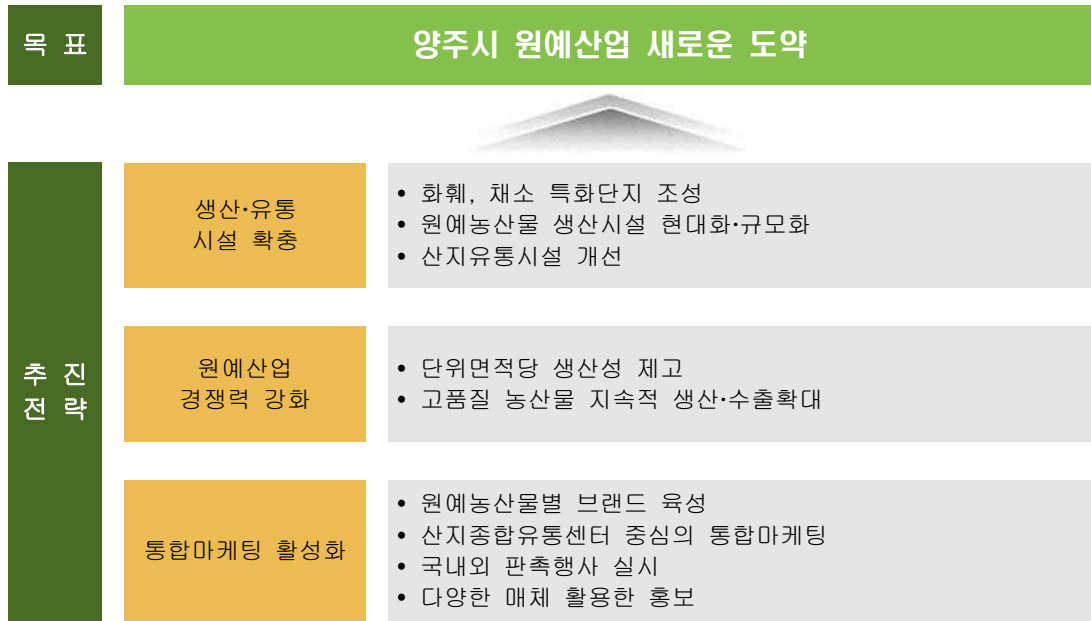 목 표
양주시 원예산업 새로운 도약
추 진
전 략
생산·유통
시설 확충
• 화훼, 채소 특화단지 조성
• 원예농산물 생산시설 현대화·규모화
• 산지유통시설 개선
원예산업
경쟁력 강화
• 단위면적당 생산성 제고
• 고품질 농산물 지속적 생산·수출확대
통합마케팅 활성화
• 원예농산물별 브랜드 육성
• 산지종합유통센터 중심의 통합마케팅
• 국내외 판촉행사 실시
• 다양한 매체 활용한 홍보